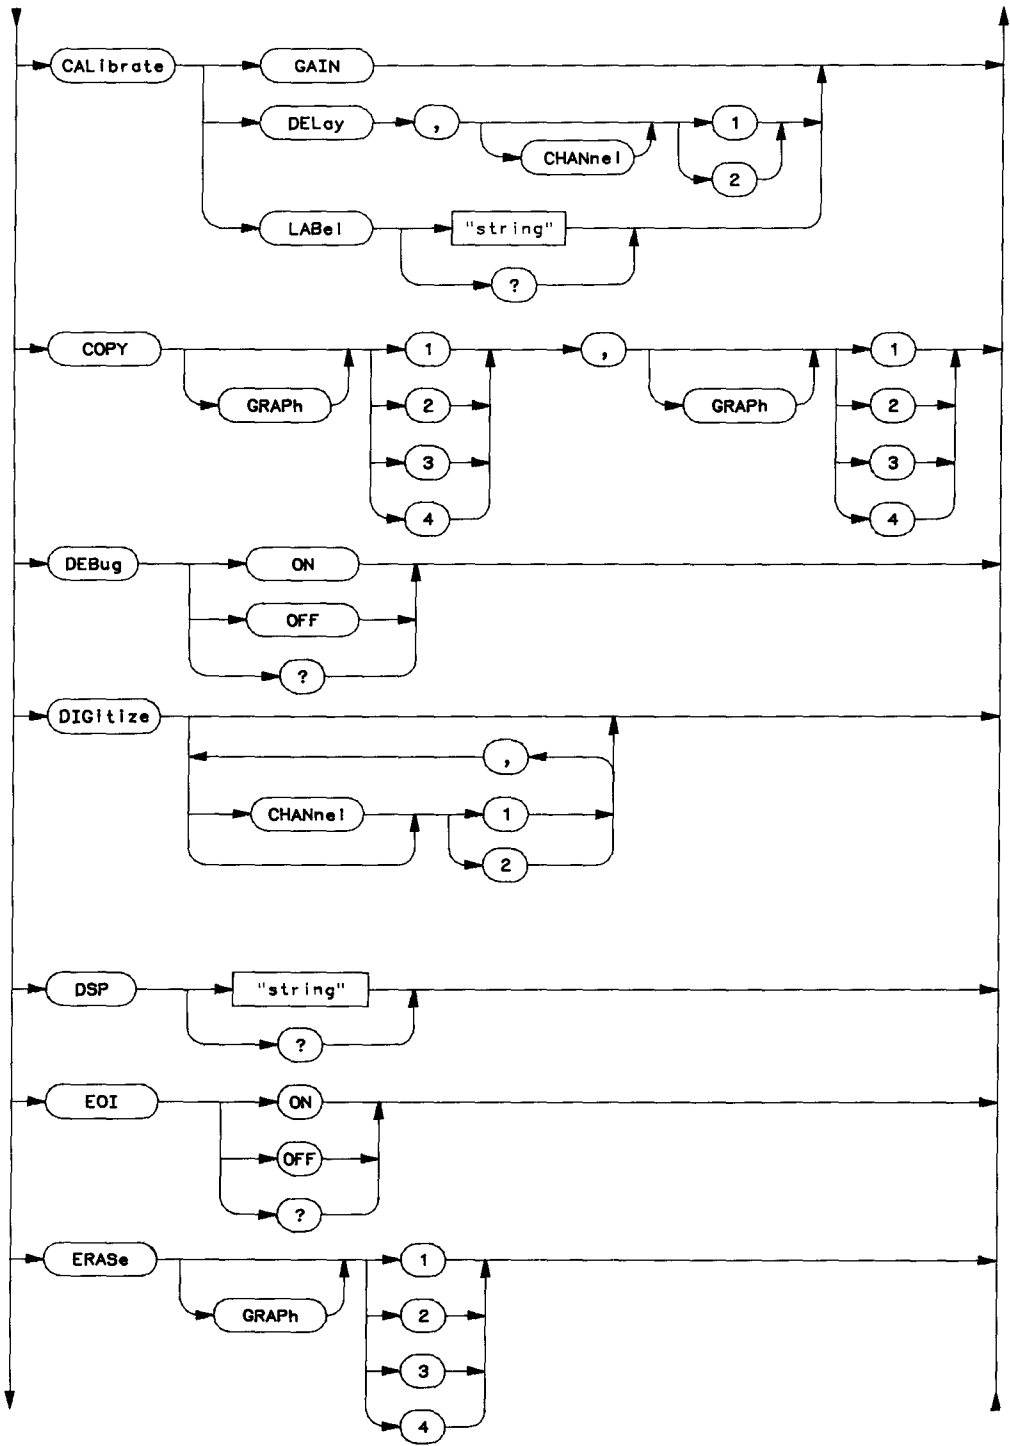 CALibrate GAIN
DELay , 1
CHANnel
2
LABel "string"
?
COPY 1 , 1
GRAPh 2 GRAPh 2
3 3
4 4
DEBug ON
OFF
?
DIGitize
,
CHANnel 1
2
DSP "string"
?
EOI ON
OFF
?
ERASe 1
GRAPh 2
3
4